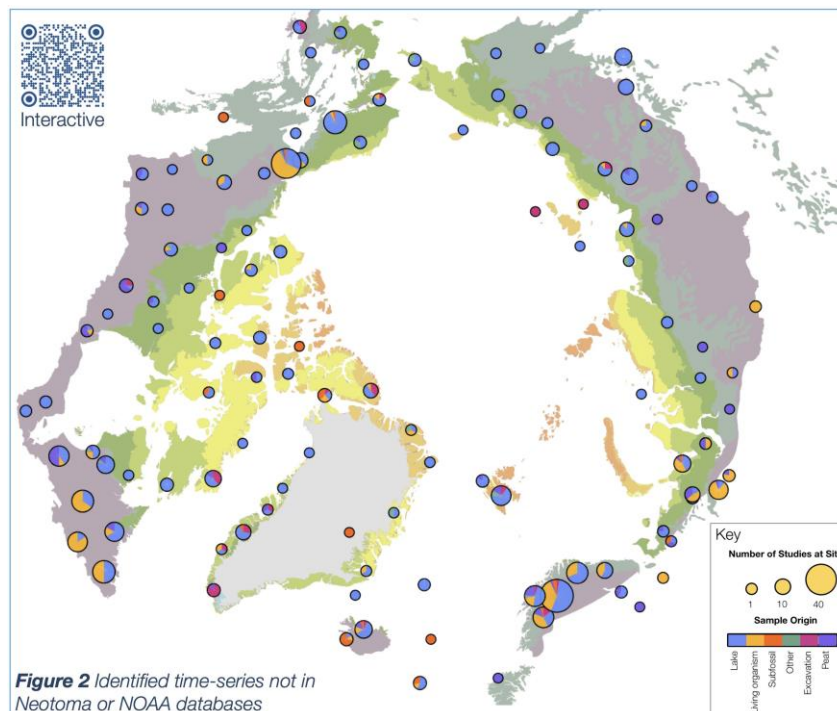 Interactive
Key
Number of Studies at Sit
1 10 40
Sample Origin
Lake
iving organism
Subfossil
Other
Excavation
Peat
Figure 2 Identified time-series not in
Neotoma or NOAA databases